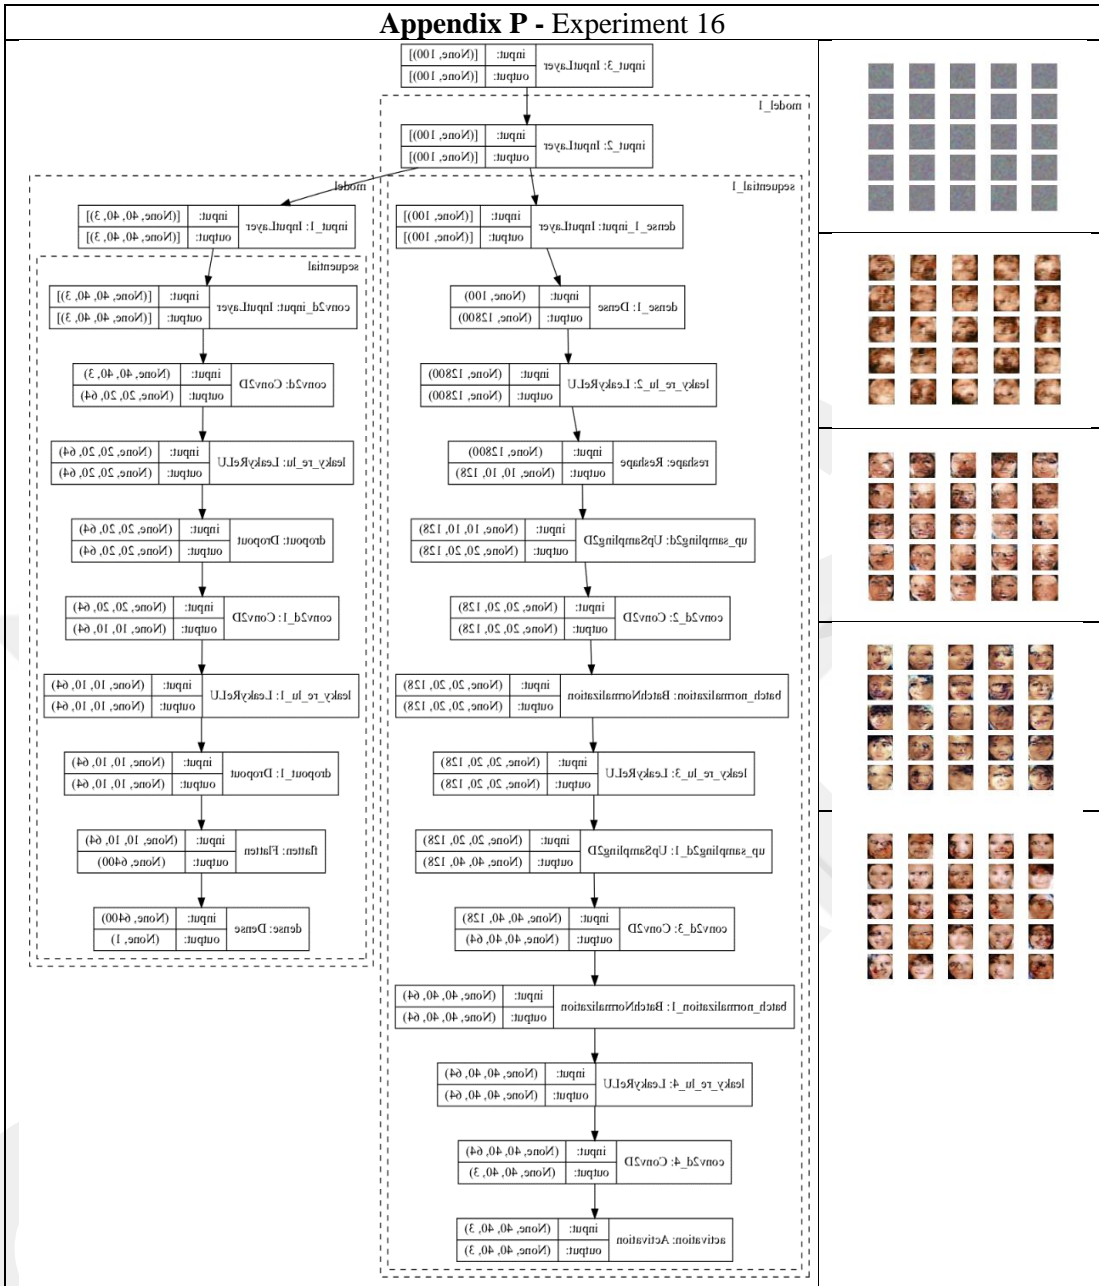 Appendix P - Experiment 16
input_3: InputLayer
input: [(None, 100)]
output: [(None, 100)]
model_1
input_2: InputLayer
input: [(None, 100)]
output: [(None, 100)]
sequential_1
dense_1_input: InputLayer
input: [(None, 100)]
output: [(None, 100)]
dense_1: Dense
input: (None, 100)
output: (None, 12800)
leaky_re_lu_2: LeakyReLU
input: (None, 12800)
output: (None, 12800)
reshape: Reshape
input: (None, 12800)
output: (None, 10, 10, 128)
up_sampling2d: UpSampling2D
input: (None, 10, 10, 128)
output: (None, 20, 20, 128)
conv2d_2: Conv2D
input: (None, 20, 20, 128)
output: (None, 20, 20, 128)
batch_normalization: BatchNormalization
input: (None, 20, 20, 128)
output: (None, 20, 20, 128)
leaky_re_lu_3: LeakyReLU
input: (None, 20, 20, 128)
output: (None, 20, 20, 128)
up_sampling2d_1: UpSampling2D
input: (None, 20, 20, 128)
output: (None, 40, 40, 128)
conv2d_3: Conv2D
input: (None, 40, 40, 128)
output: (None, 40, 40, 64)
batch_normalization_1: BatchNormalization
input: (None, 40, 40, 64)
output: (None, 40, 40, 64)
leaky_re_lu_4: LeakyReLU
input: (None, 40, 40, 64)
output: (None, 40, 40, 64)
conv2d_4: Conv2D
input: (None, 40, 40, 64)
output: (None, 40, 40, 3)
activation: Activation
input: (None, 40, 40, 3)
output: (None, 40, 40, 3)
model
input_1: InputLayer
input: [(None, 40, 40, 3)]
output: [(None, 40, 40, 3)]
sequential
conv2d_input: InputLayer
input: [(None, 40, 40, 3)]
output: [(None, 40, 40, 3)]
conv2d: Conv2D
input: (None, 40, 40, 3)
output: (None, 20, 20, 64)
leaky_re_lu: LeakyReLU
input: (None, 20, 20, 64)
output: (None, 20, 20, 64)
dropout: Dropout
input: (None, 20, 20, 64)
output: (None, 20, 20, 64)
conv2d_1: Conv2D
input: (None, 20, 20, 64)
output: (None, 10, 10, 64)
leaky_re_lu_1: LeakyReLU
input: (None, 10, 10, 64)
output: (None, 10, 10, 64)
dropout_1: Dropout
input: (None, 10, 10, 64)
output: (None, 10, 10, 64)
flatten: Flatten
input: (None, 10, 10, 64)
output: (None, 6400)
dense: Dense
input: (None, 6400)
output: (None, 1)